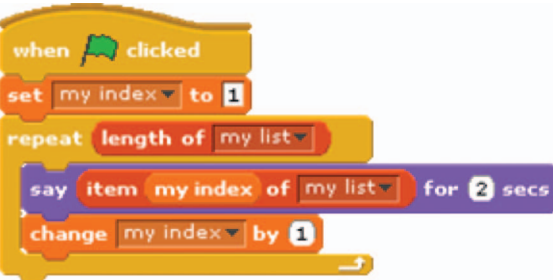 when clicked
set my index to 1
repeat length of my list
say item my index of my list for 2 secs
change my index by 1